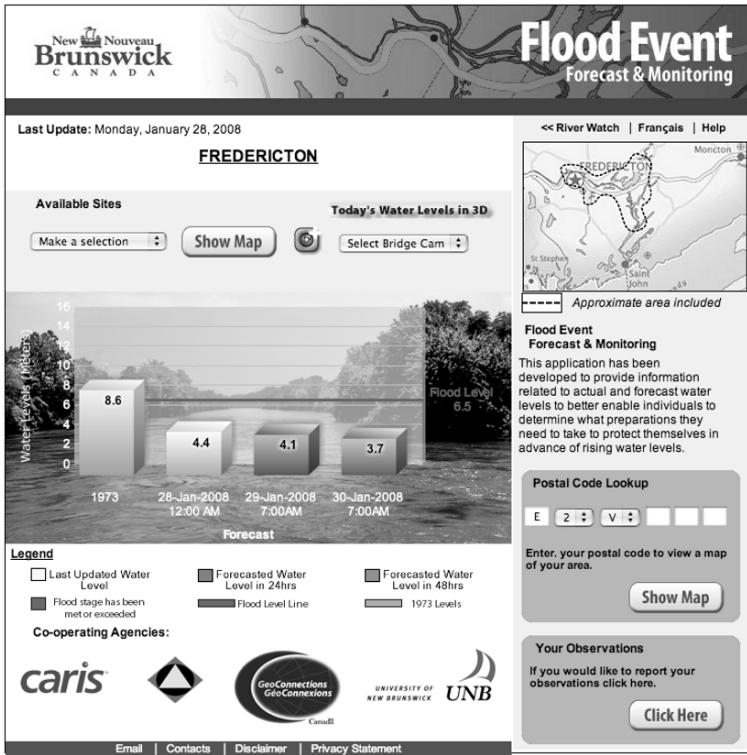 New Nouveau
Brunswick
CANADA
Flood Event
Forecast & Monitoring
Last Update: Monday, January 28, 2008
<< River Watch | Français | Help
FREDERICTON
Available Sites
Today's Water Levels in 3D
Make a selection
Show Map
Select Bridge Cam
Moncton
FREDERICTON
St Stephen
Saint
John
Approximate area included
Flood Event
Forecast & Monitoring
This application has been
developed to provide information
related to actual and forecast water
levels to better enable individuals to
determine what preparations they
need to take to protect themselves in
advance of rising water levels.
Water Levels (Meters)
16
14
12
10
8
6
4
2
0
Flood Level
6.5
8.6
4.4
4.1
3.7
1973
28-Jan-2008
12:00 AM
29-Jan-2008
7:00AM
30-Jan-2008
7:00AM
Forecast
Postal Code Lookup
E 2 V
Enter. your postal code to view a map
of your area.
Show Map
Legend
Last Updated Water
Level
Forecasted Water
Level in 24hrs
Forecasted Water
Level in 48hrs
Flood stage has been
met or exceeded
Flood Level Line
1973 Levels
Co-operating Agencies:
caris
GeoConnections
GéoConnexions
Canada
UNIVERSITY OF
NEW BRUNSWICK
UNB
Your Observations
If you would like to report your
observations click here.
Click Here
Email | Contacts | Disclaimer | Privacy Statement